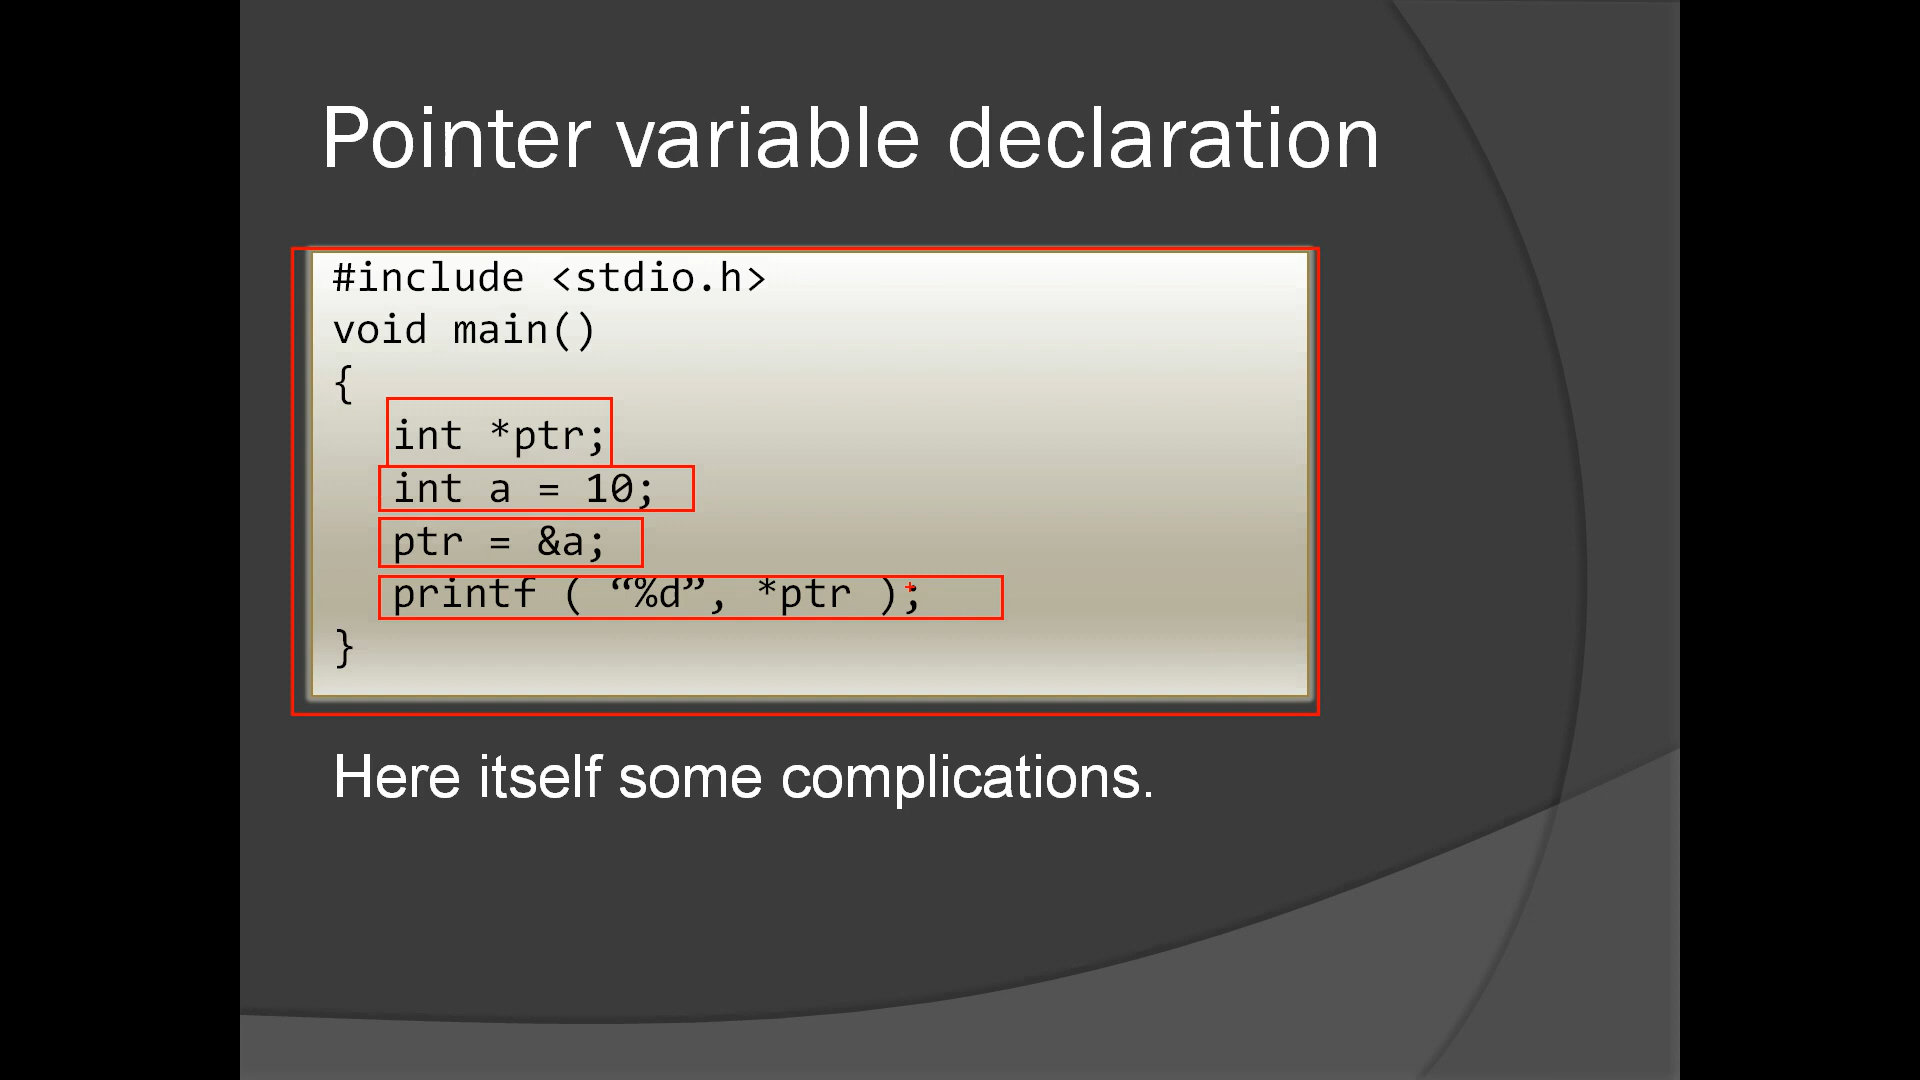 Pointer variable declaration
#include <stdio.h>
void main()
{
int *ptr;
int a = 10;
ptr = &a;
printf ( “%d”, *ptr );
}
Here itself some complications.